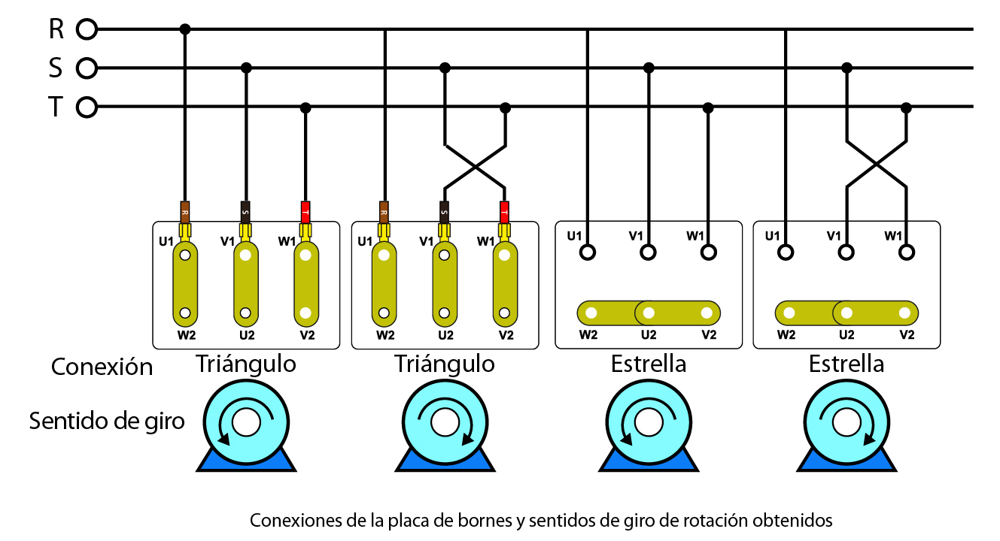 R
S
T
R S T R S T
U1 V1 W1 U1 V1 W1 U1 V1 W1 U1 V1 W1
W2 U2 V2 W2 U2 V2 W2 U2 V2 W2 U2 V2
Conexión Triángulo Triángulo Estrella Estrella
Sentido de giro
Conexiones de la placa de bornes y sentidos de giro de rotación obtenidos